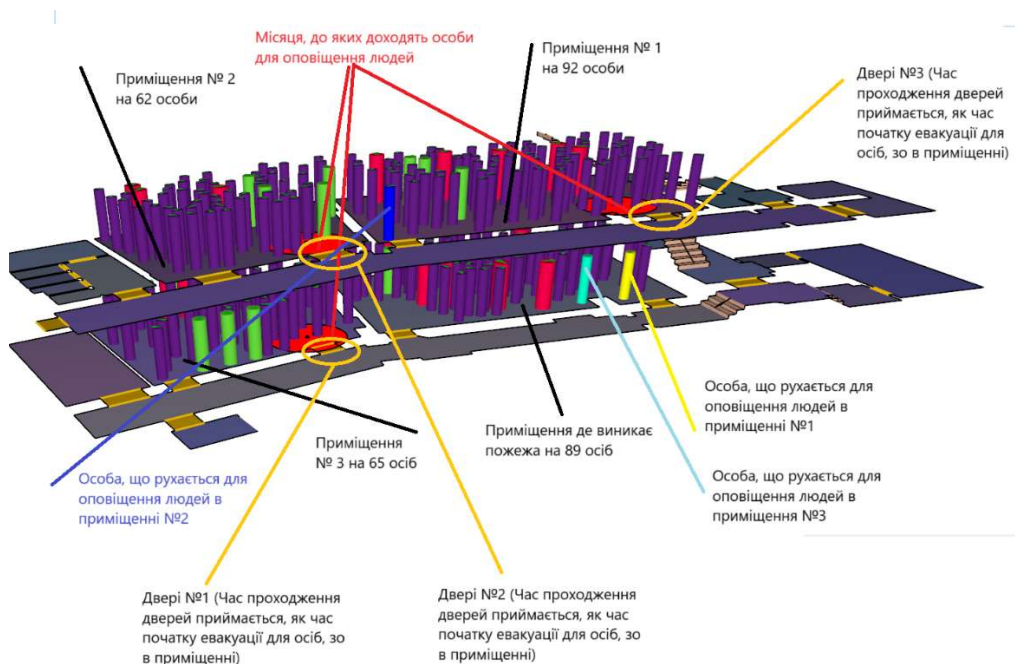 Місяця, до яких доходять особи
для оповіщення людей
Приміщення № 2
на 62 особи
Приміщення № 1
на 92 особи
Двері №3 (Час
проходження дверей
приймається, як час
початку евакуації для
осіб, зо в приміщенні)
Особа, що рухається для
оповіщення людей в
приміщенні №1
Приміщення
№ 3 на 65 осіб
Приміщення де виникає
пожежа на 89 осіб
Особа, що рухається для
оповіщення людей в
приміщенні №2
Особа, що рухається для
оповіщення людей в
приміщення №3
Двері №1 (Час проходження
дверей приймається, як час
початку евакуації для осіб, зо
в приміщенні)
Двері №2 (Час проходження
дверей приймається, як час
початку евакуації для осіб, зо
в приміщенні)